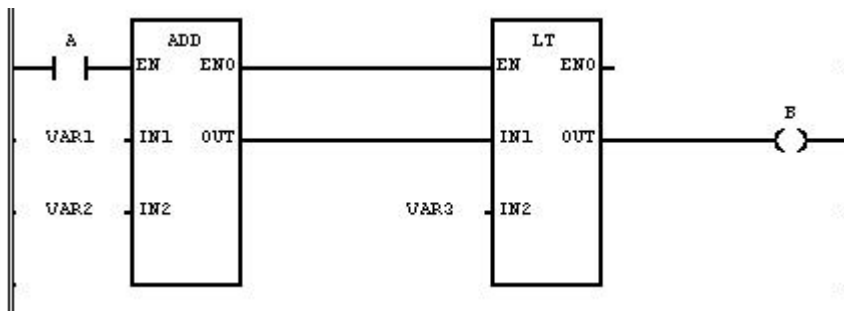 A ADD LT
EN ENO EN ENO
B
VAR1 IN1 OUT IN1 OUT
VAR2 IN2 VAR3 IN2